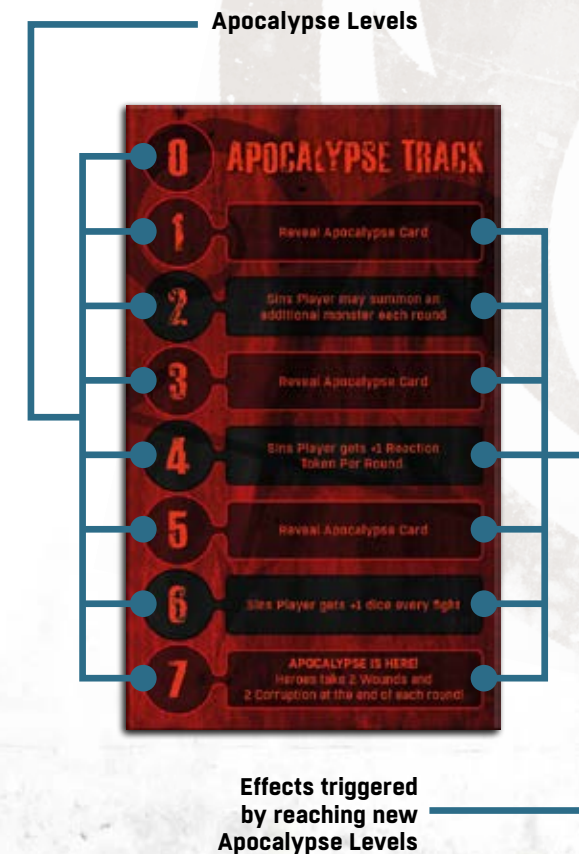 Apocalypse Levels
0 APOCALYPSE TRACK
1 Reveal Apocalypse Card
2 Sins Player may summon an
additional monster each round
3 Reveal Apocalypse Card
4 Sins Player gets +1 Reaction
Token Per Round
5 Reveal Apocalypse Card
6 Sins Player gets +1 dice every fight
7 APOCALYPSE IS HERE!
Heroes take 2 Wounds and
2 Corruption at the end of each round!
Effects triggered
by reaching new
Apocalypse Levels